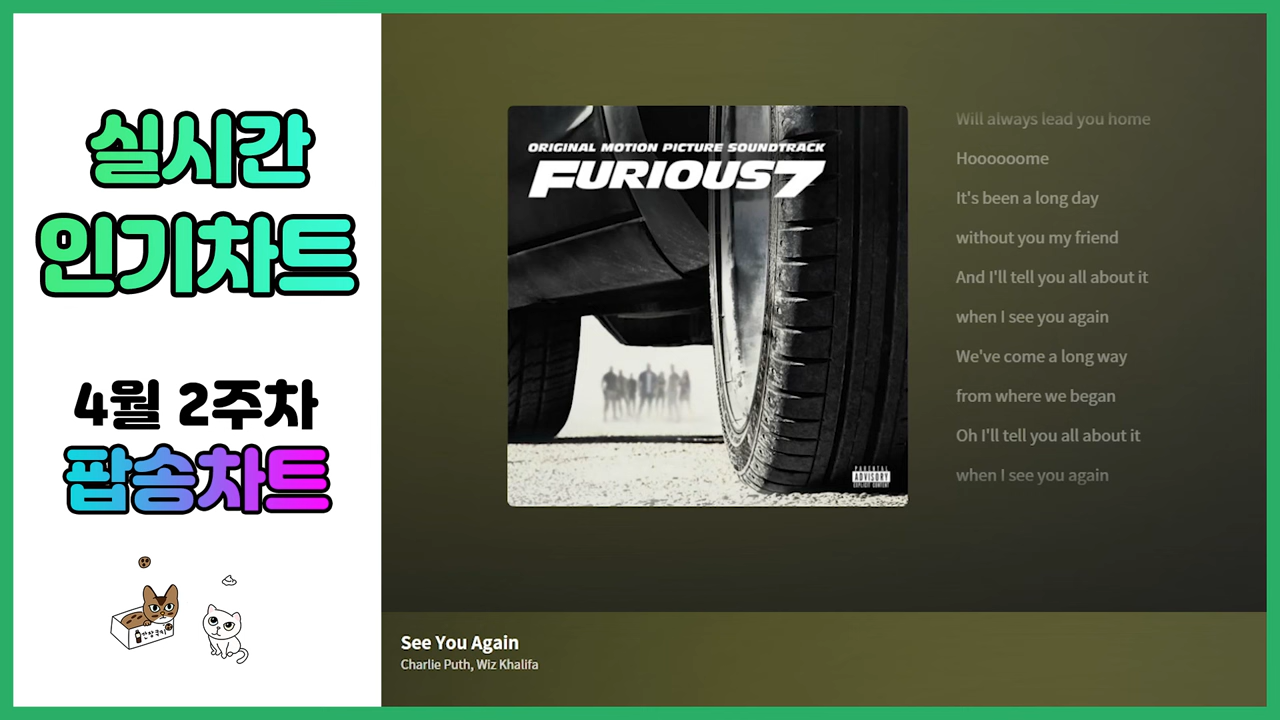 실시간
인기차트
4월 2주차
팝송차트
ORIGINAL MOTION PICTURE SOUNDTRACK
FURIOUS7
PARENTAL
ADVISORY
EXPLICIT CONTENT
Will always lead you home
Hoooooome
It's been a long day
without you my friend
And I'll tell you all about it
when I see you again
We've come a long way
from where we began
Oh I'll tell you all about it
when I see you again
See You Again
Charlie Puth, Wiz Khalifa